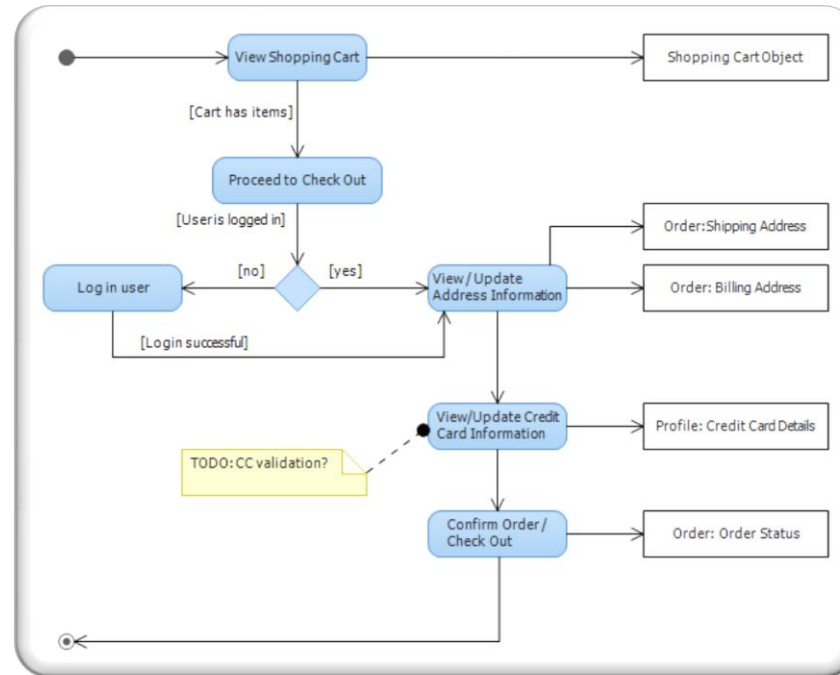 View Shopping Cart
Shopping Cart Object
[Cart has items]
Proceed to Check Out
[User is logged in]
Order:Shipping Address
[no]
[yes]
Log in user
View / Update
Address Information
Order: Billing Address
[Login successful]
View/Update Credit
Card Information
Profile: Credit Card Details
TODO: CC validation?
Confirm Order/
Check Out
Order: Order Status